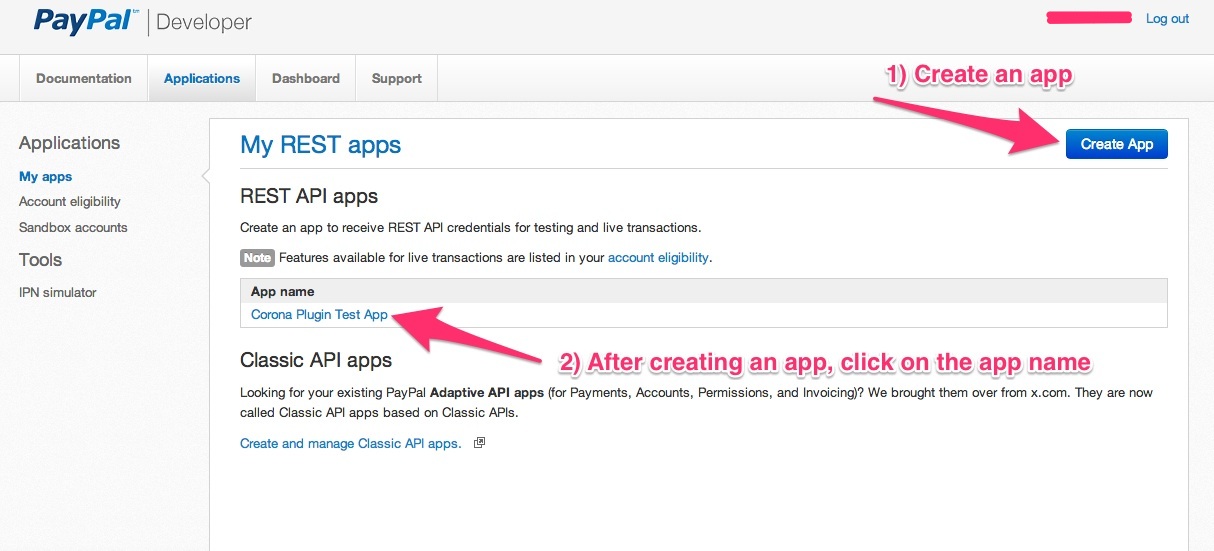 PayPal™ | Developer
Log out
Documentation
Applications
Dashboard
Support
1) Create an app
Applications
My apps
Account eligibility
Sandbox accounts
Tools
IPN simulator
My REST apps
Create App
REST API apps
Create an app to receive REST API credentials for testing and live transactions.
Note Features available for live transactions are listed in your account eligibility.
App name
Corona Plugin Test App
2) After creating an app, click on the app name
Classic API apps
Looking for your existing PayPal Adaptive API apps (for Payments, Accounts, Permissions, and Invoicing)? We brought them over from x.com. They are now
called Classic API apps based on Classic APIs.
Create and manage Classic API apps.